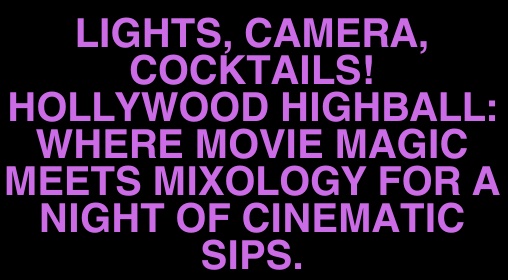 LIGHTS, CAMERA,
COCKTAILS!
HOLLYWOOD HIGHBALL:
WHERE MOVIE MAGIC
MEETS MIXOLOGY FOR A
NIGHT OF CINEMATIC
SIPS.